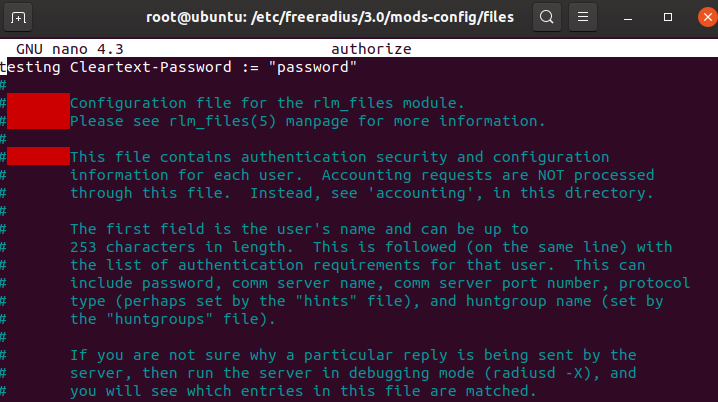 root@ubuntu: /etc/freeradius/3.0/mods-config/files
GNU nano 4.3 authorize
testing Cleartext-Password := "password"
#
# Configuration file for the rlm_files module.
# Please see rlm_files(5) manpage for more information.
#
# This file contains authentication security and configuration
# information for each user.  Accounting requests are NOT processed
# through this file.  Instead, see 'accounting', in this directory.
#
# The first field is the user's name and can be up to
# 253 characters in length.  This is followed (on the same line) with
# the list of authentication requirements for that user.  This can
# include password, comm server name, comm server port number, protocol
# type (perhaps set by the "hints" file), and huntgroup name (set by
# the "huntgroups" file).
#
# If you are not sure why a particular reply is being sent by the
# server, then run the server in debugging mode (radiusd -X), and
# you will see which entries in this file are matched.